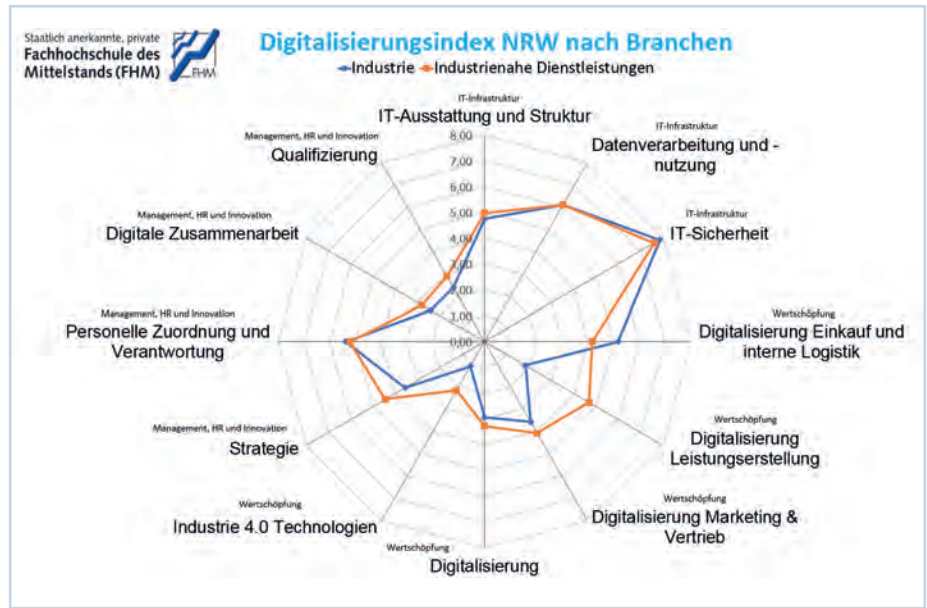 Staatlich anerkannte, private
Fachhochschule des
Mittelstands (FHM)
FHM
Digitalisierungsindex NRW nach Branchen
Industrie
Industrienahe Dienstleistungen
IT-Infrastruktur
IT-Ausstattung und Struktur
IT-Infrastruktur
Datenverarbeitung und -
nutzung
IT-Infrastruktur
IT-Sicherheit
Wertschöpfung
Digitalisierung Einkauf und
interne Logistik
Wertschöpfung
Digitalisierung
Leistungserstellung
Wertschöpfung
Digitalisierung Marketing &
Vertrieb
Wertschöpfung
Digitalisierung
Wertschöpfung
Industrie 4.0 Technologien
Management, HR und Innovation
Strategie
Management, HR und Innovation
Personelle Zuordnung und
Verantwortung
Management, HR und Innovation
Digitale Zusammenarbeit
Management, HR und Innovation
Qualifizierung
8,00
7,00
6,00
5,00
4,00
3,00
2,00
1,00
0,00